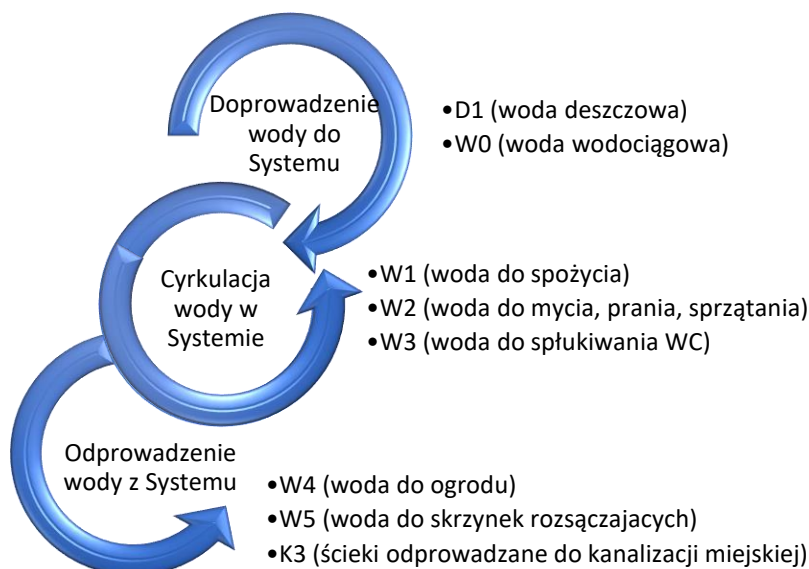 Doprowadzenie
wody do
Systemu
•D1 (woda deszczowa)
•W0 (woda wodociągowa)
Cyrkulacja
wody w
Systemie
•W1 (woda do spożycia)
•W2 (woda do mycia, prania, sprzątania)
•W3 (woda do spłukiwania WC)
Odprowadzenie
wody z Systemu
•W4 (woda do ogrodu)
•W5 (woda do skrzynek rozsączajacych)
•K3 (ścieki odprowadzane do kanalizacji miejskiej)